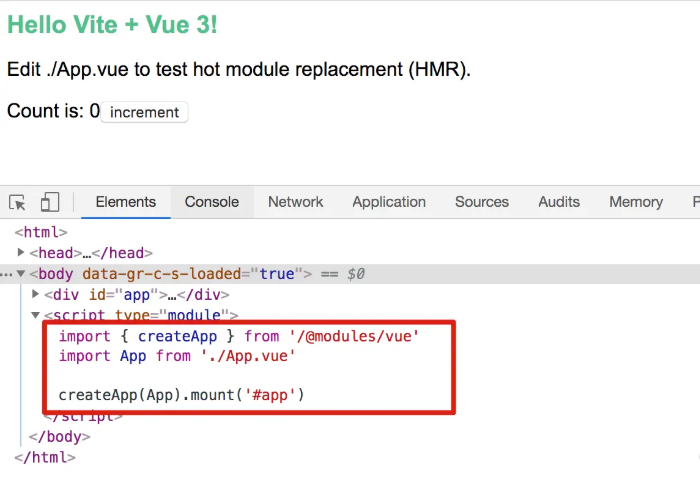 Hello Vite + Vue 3!
Edit ./App.vue to test hot module replacement (HMR).
Count is: 0 increment
Elements Console Network Application Sources Audits Memory P
<html>
<head>…</head>
<body data-gr-c-s-loaded="true"> == $0
<div id="app">…</div>
<script type="module">
import { createApp } from '/@modules/vue'
import App from './App.vue'
createApp(App).mount('#app')
</script>
</body>
</html>